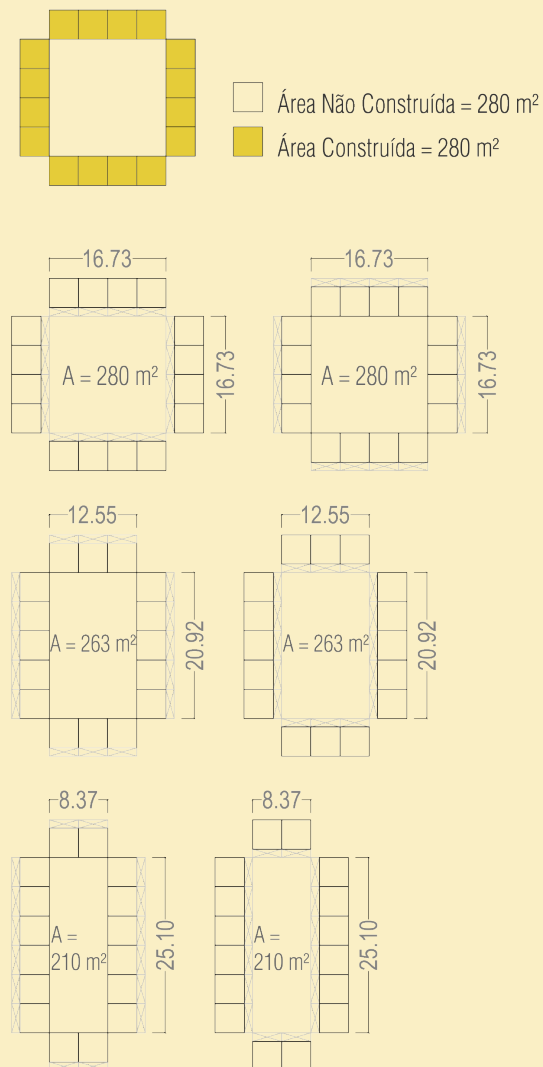 Área Não Construída = 280 m²
Área Construída = 280 m²
16.73
16.73
A = 280 m²
16.73
A = 280 m²
16.73
12.55
12.55
A = 263 m²
20.92
A = 263 m²
20.92
8.37
8.37
A =
210 m²
25.10
A =
210 m²
25.10